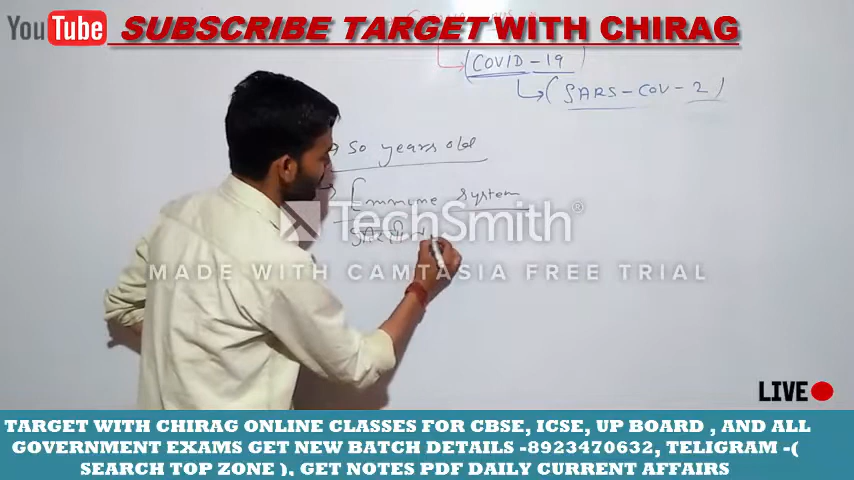 YouTube SUBSCRIBE TARGET WITH CHIRAG
COVID-19
(SARS-COV-2)
50 years old
Immune system
TechSmith®
MADE WITH CAMTASIA FREE TRIAL
LIVE
TARGET WITH CHIRAG ONLINE CLASSES FOR CBSE, ICSE, UP BOARD , AND ALL
GOVERNMENT EXAMS GET NEW BATCH DETAILS -8923470632, TELIGRAM -(
SEARCH TOP ZONE ), GET NOTES PDF DAILY CURRENT AFFAIRS